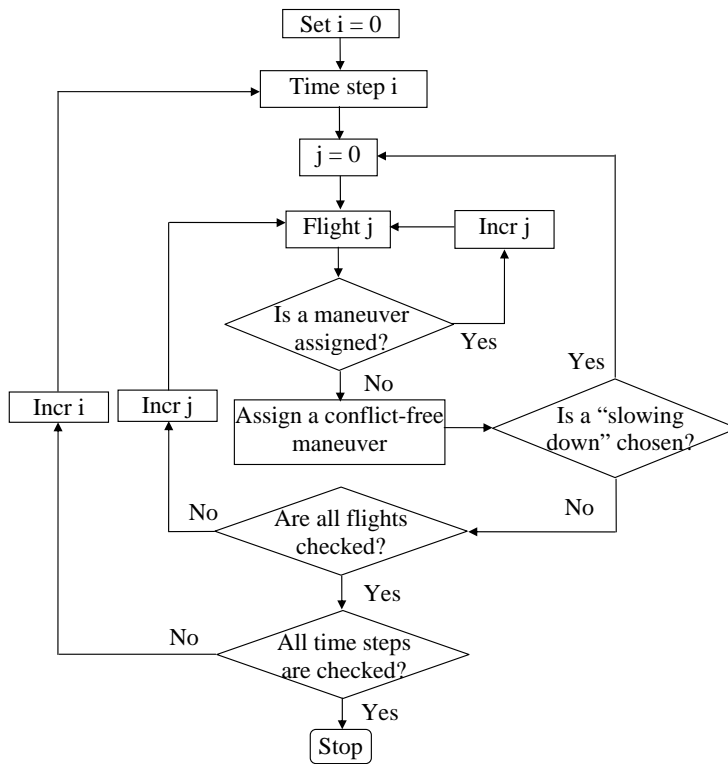 Set i = 0
Time step i
j = 0
Flight j
Incr j
Is a maneuver
assigned?
Yes
Yes
No
Incr i
Incr j
Assign a conflict-free
maneuver
Is a “slowing
down” chosen?
No
No
Are all flights
checked?
Yes
No
All time steps
are checked?
Yes
Stop